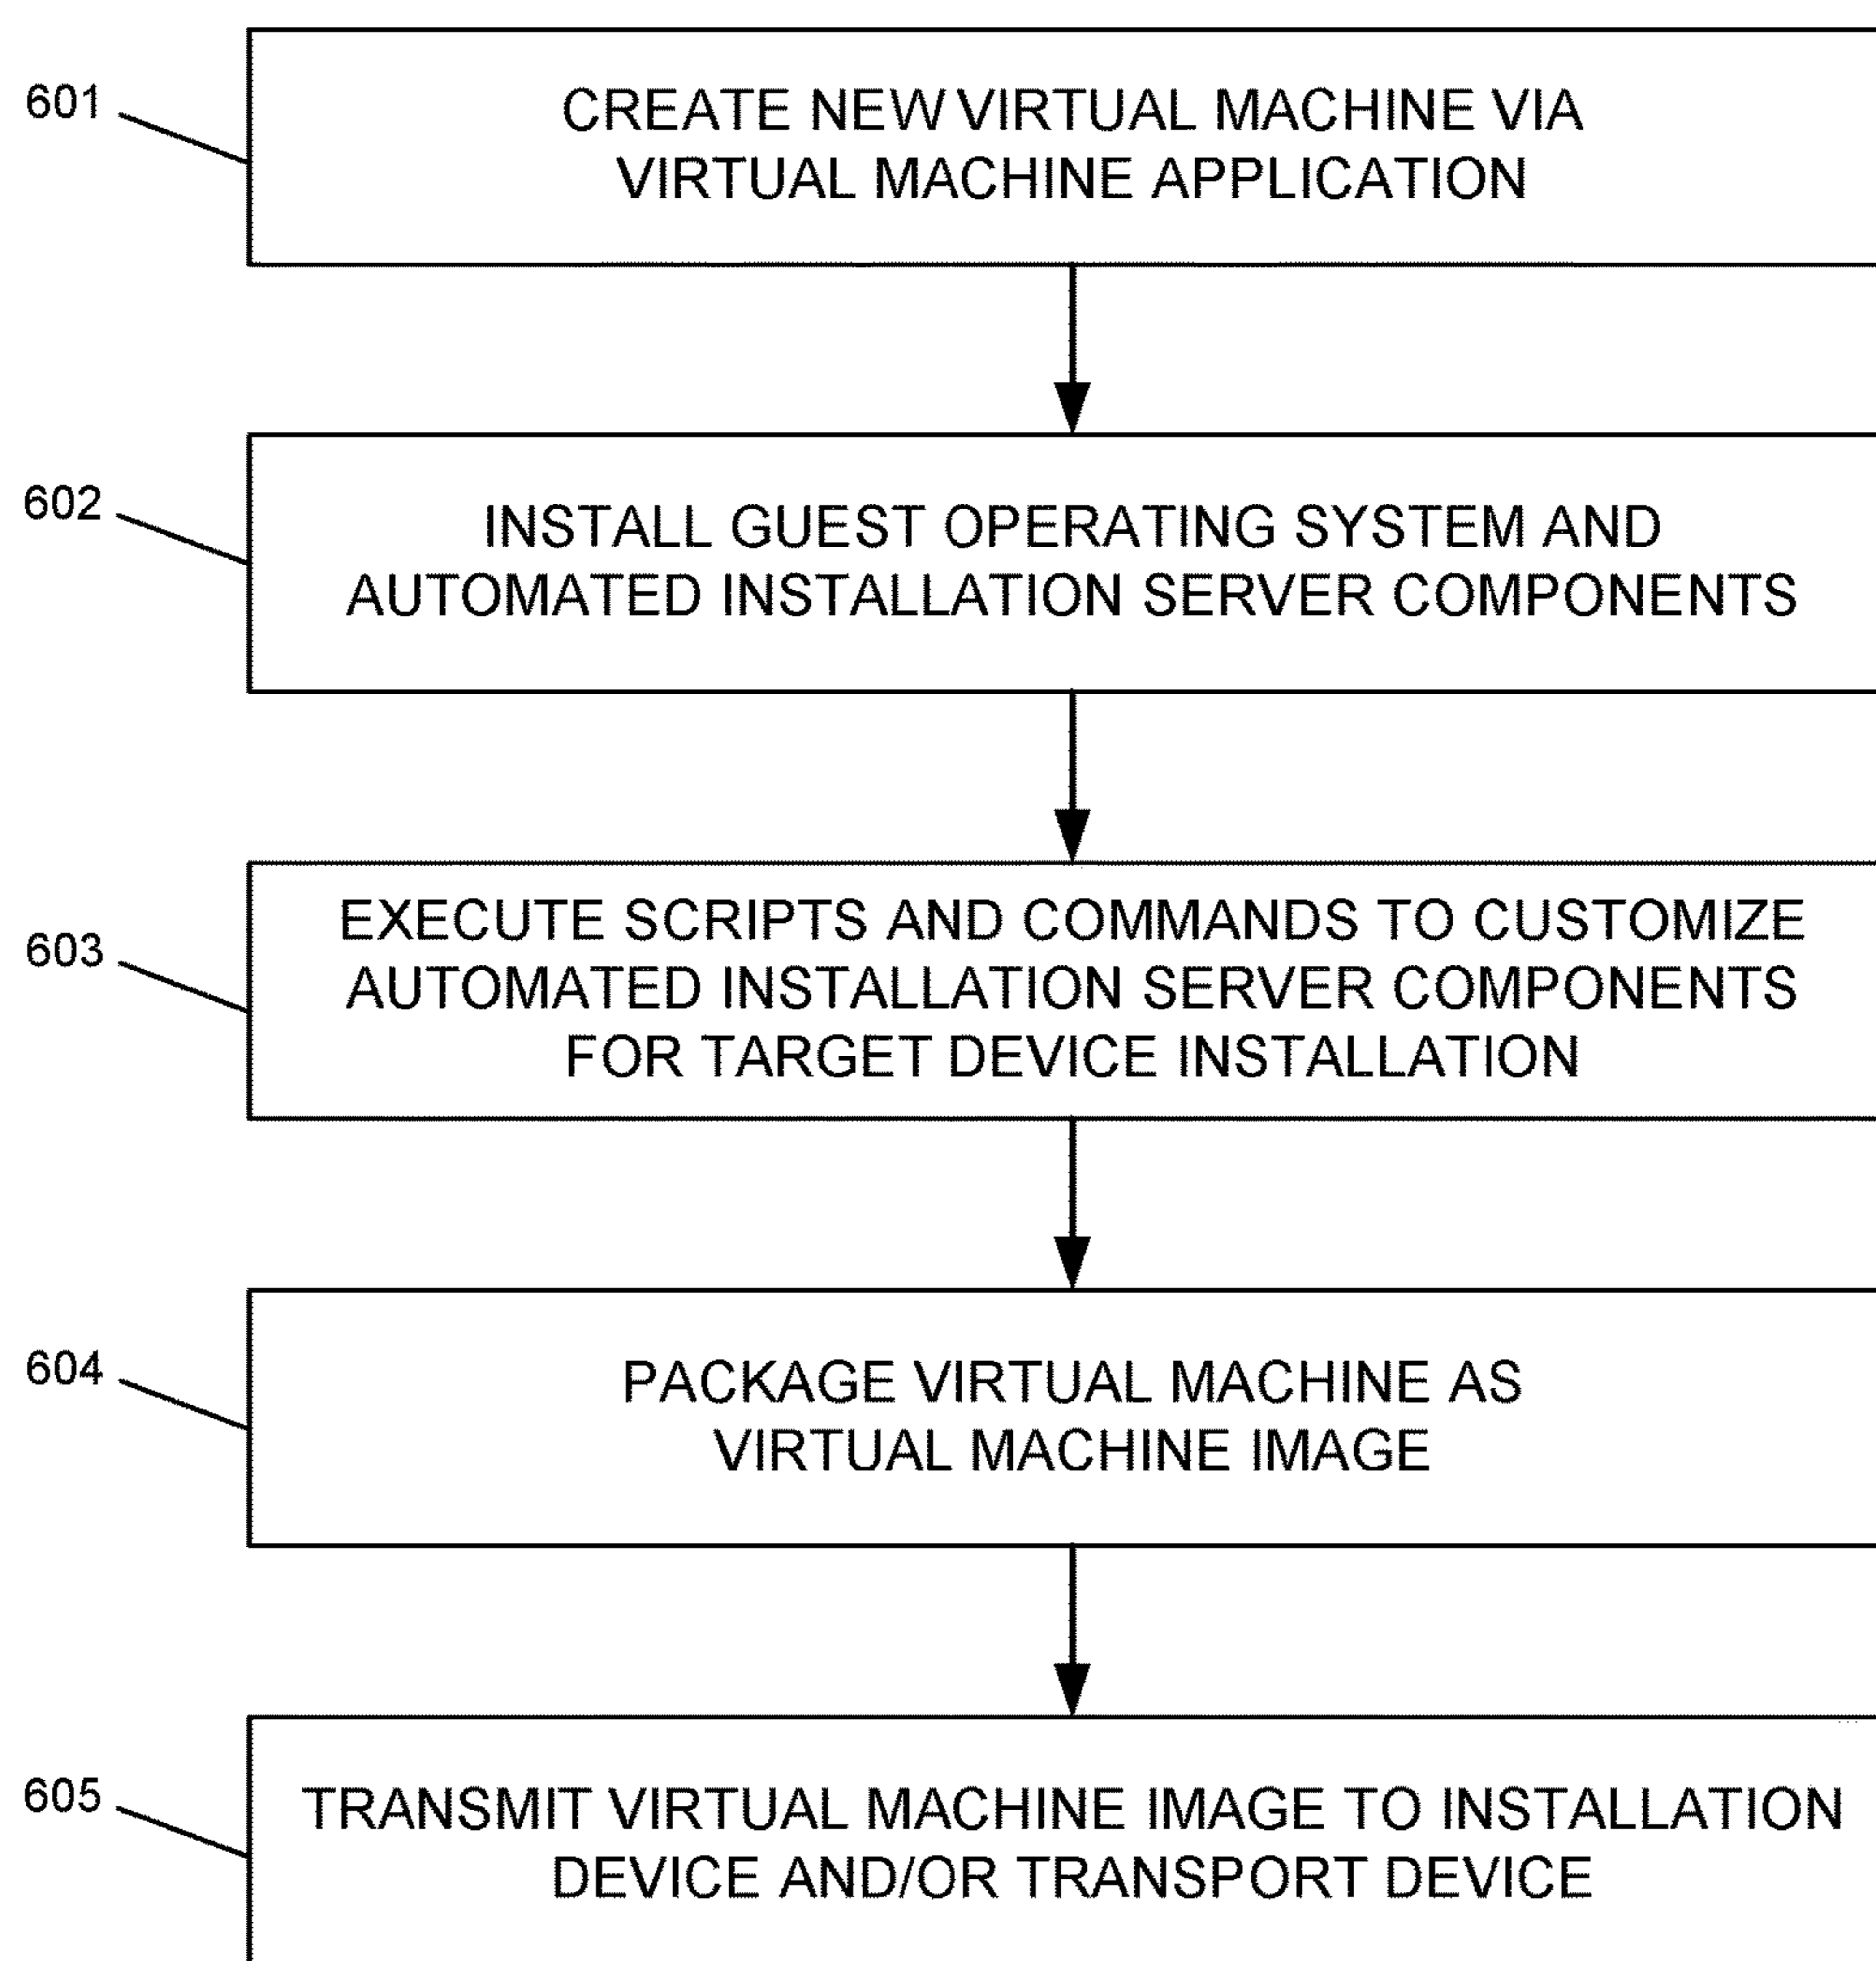 601
CREATE NEW VIRTUAL MACHINE VIA
VIRTUAL MACHINE APPLICATION
602
INSTALL GUEST OPERATING SYSTEM AND
AUTOMATED INSTALLATION SERVER COMPONENTS
603
EXECUTE SCRIPTS AND COMMANDS TO CUSTOMIZE
AUTOMATED INSTALLATION SERVER COMPONENTS
FOR TARGET DEVICE INSTALLATION
604
PACKAGE VIRTUAL MACHINE AS
VIRTUAL MACHINE IMAGE
605
TRANSMIT VIRTUAL MACHINE IMAGE TO INSTALLATION
DEVICE AND/OR TRANSPORT DEVICE